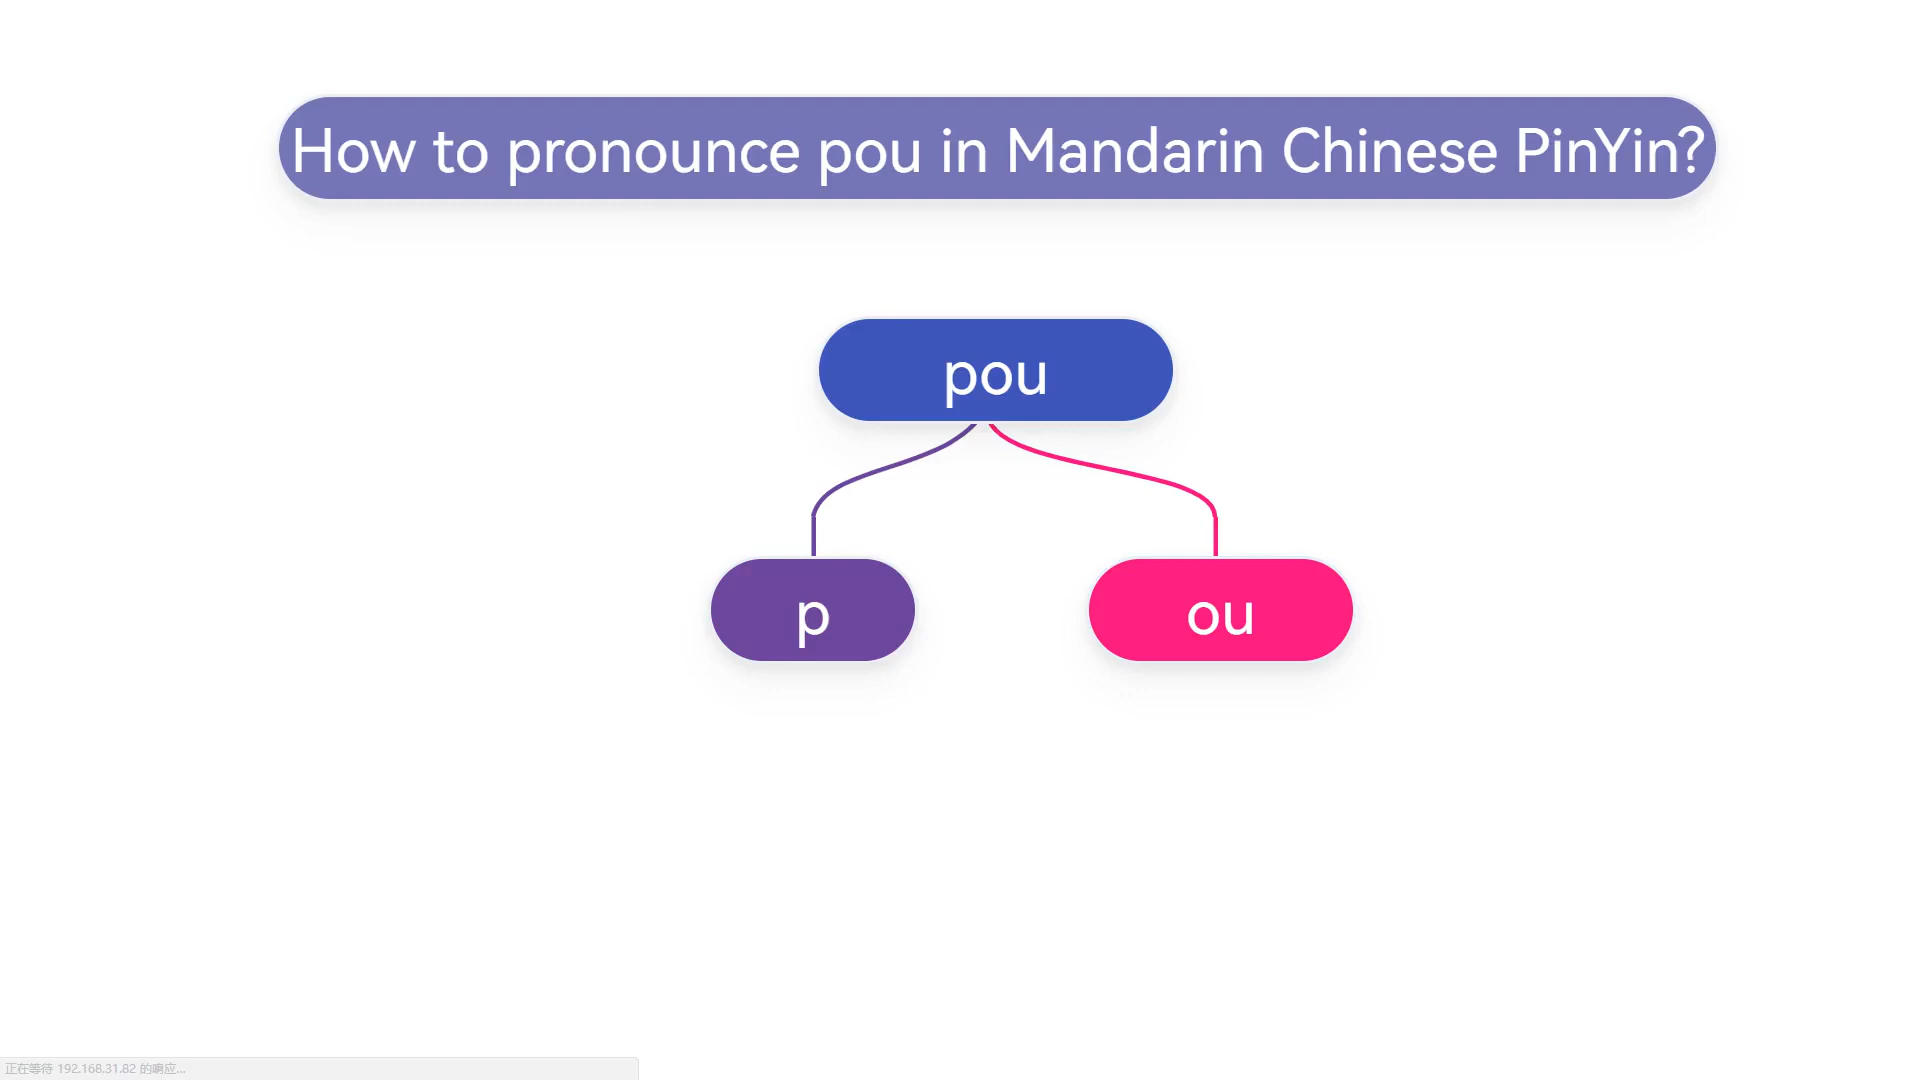 How to pronounce pou in Mandarin Chinese PinYin?
pou
p
ou
正在等待 192.168.31.82 的响应...